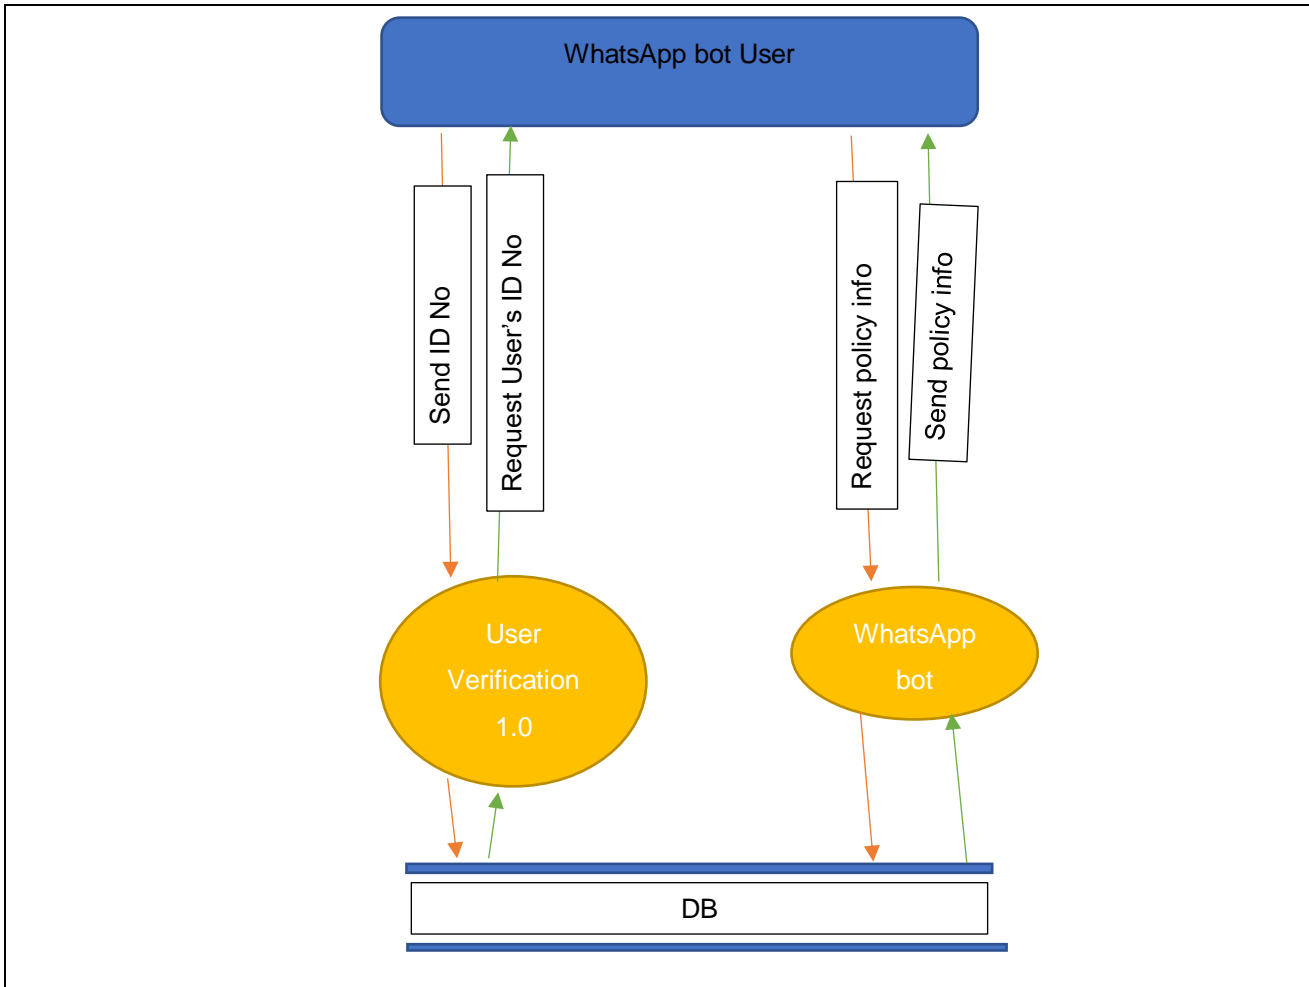 WhatsApp bot User
Send ID No
Request User’s ID No
Request policy info
Send policy info
User
Verification
1.0
WhatsApp
bot
DB